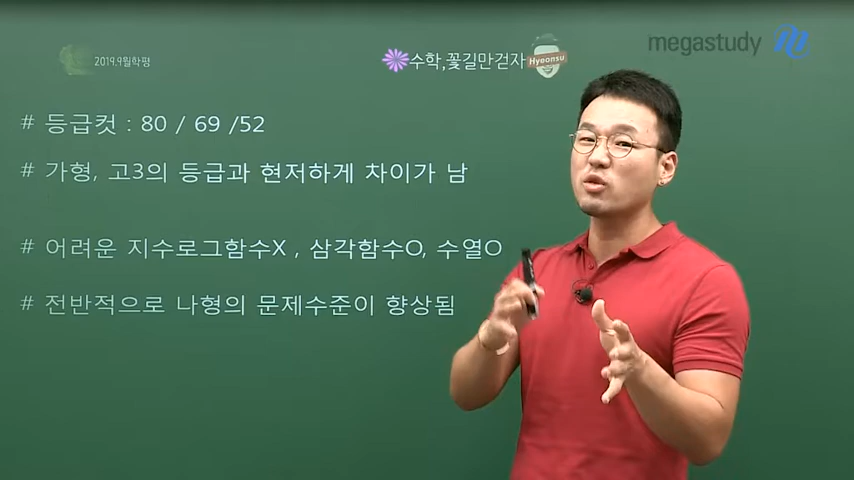 2019.9월학평
수학,꽃길만걷자
Hyeonsu
megastudy
# 등급컷 : 80 / 69 /52
# 가형, 고3의 등급과 현저하게 차이가 남
# 어려운 지수로그함수X , 삼각함수O, 수열O
# 전반적으로 나형의 문제수준이 향상됨